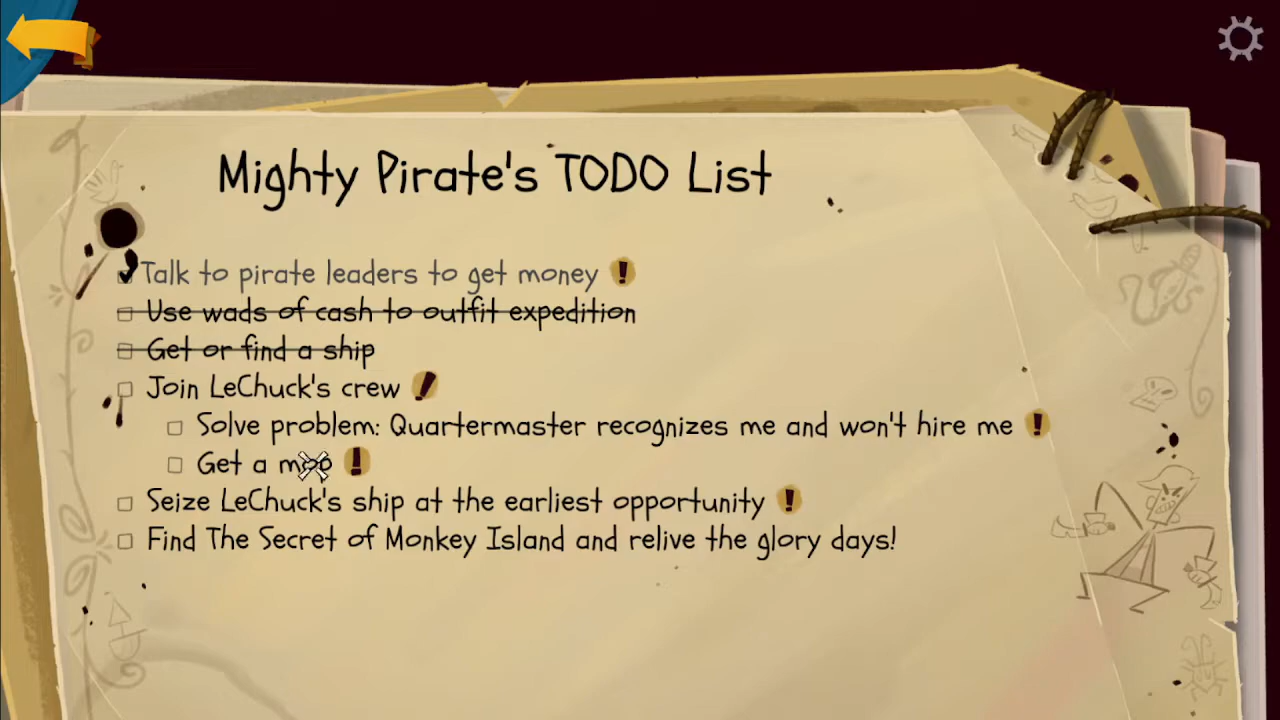 Mighty Pirate's TODO List
Talk to pirate leaders to get money
Use wads of cash to outfit expedition
Get or find a ship
Join LeChuck's crew
Solve problem: Quartermaster recognizes me and won't hire me
Get a mop
Seize LeChuck's ship at the earliest opportunity
Find The Secret of Monkey Island and relive the glory days!